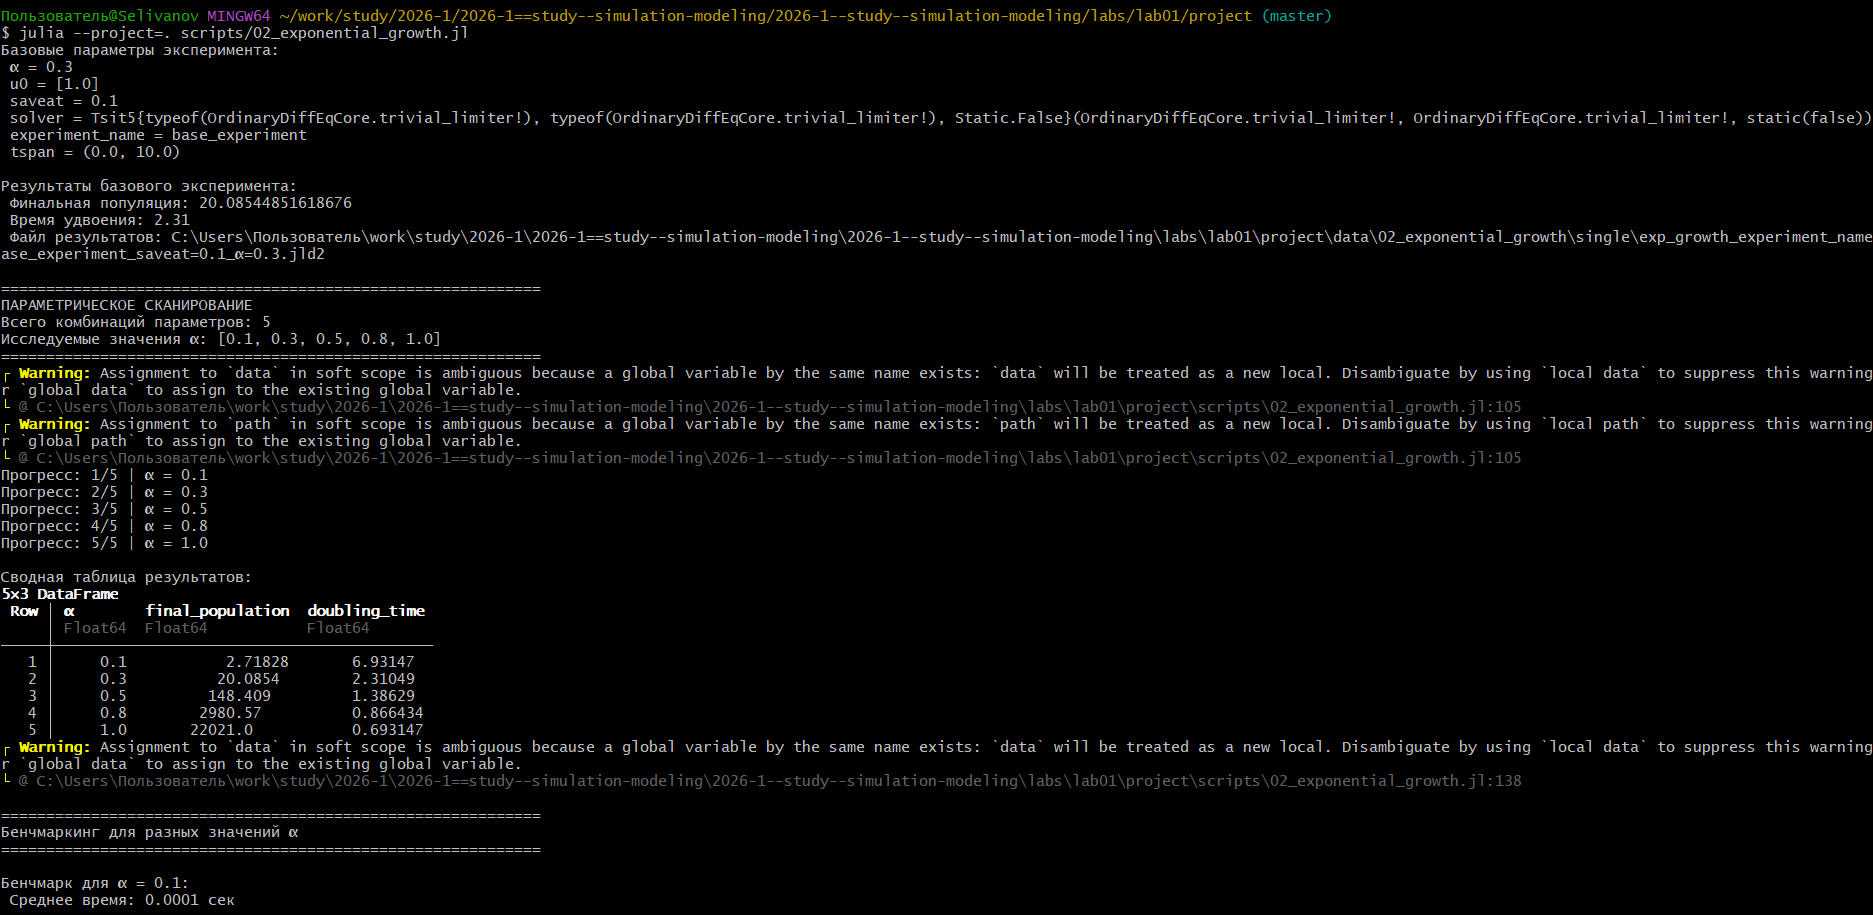 Пользователь@Selivanov MINGW64 ~/work/study/2026-1/2026-1==study--simulation-modeling/2026-1--study--simulation-modeling/labs/lab01/project (master)
$ julia --project=. scripts/02_exponential_growth.jl
Базовые параметры эксперимента:
α = 0.3
u0 = [1.0]
saveat = 0.1
solver = Tsit5{typeof(OrdinaryDiffEqCore.trivial_limiter!), typeof(OrdinaryDiffEqCore.trivial_limiter!), Static.False}(OrdinaryDiffEqCore.trivial_limiter!, OrdinaryDiffEqCore.trivial_limiter!, static(false))
experiment_name = base_experiment
tspan = (0.0, 10.0)
Результаты базового эксперимента:
Финальная популяция: 20.08544851618676
Время удвоения: 2.31
Файл результатов: C:\Users\Пользователь\work\study\2026-1\2026-1==study--simulation-modeling\2026-1--study--simulation-modeling\labs\lab01\project\data\02_exponential_growth\single\exp_growth_experiment_name
ase_experiment_saveat=0.1_α=0.3.jld2
============================================================
ПАРАМЕТРИЧЕСКОЕ СКАНИРОВАНИЕ
Всего комбинаций параметров: 5
Исследуемые значения α: [0.1, 0.3, 0.5, 0.8, 1.0]
============================================================
┌ Warning: Assignment to `data` in soft scope is ambiguous because a global variable by the same name exists: `data` will be treated as a new local. Disambiguate by using `local data` to suppress this warning
r `global data` to assign to the existing global variable.
└ @ C:\Users\Пользователь\work\study\2026-1\2026-1==study--simulation-modeling\2026-1--study--simulation-modeling\labs\lab01\project\scripts\02_exponential_growth.jl:105
┌ Warning: Assignment to `path` in soft scope is ambiguous because a global variable by the same name exists: `path` will be treated as a new local. Disambiguate by using `local path` to suppress this warning
r `global path` to assign to the existing global variable.
└ @ C:\Users\Пользователь\work\study\2026-1\2026-1==study--simulation-modeling\2026-1--study--simulation-modeling\labs\lab01\project\scripts\02_exponential_growth.jl:105
Прогресс: 1/5 | α = 0.1
Прогресс: 2/5 | α = 0.3
Прогресс: 3/5 | α = 0.5
Прогресс: 4/5 | α = 0.8
Прогресс: 5/5 | α = 1.0
Сводная таблица результатов:
5×3 DataFrame
Row │ α final_population doubling_time
│ Float64 Float64 Float64
1 │ 0.1 2.71828 6.93147
2 │ 0.3 20.0854 2.31049
3 │ 0.5 148.409 1.38629
4 │ 0.8 2980.57 0.866434
5 │ 1.0 22021.0 0.693147
┌ Warning: Assignment to `data` in soft scope is ambiguous because a global variable by the same name exists: `data` will be treated as a new local. Disambiguate by using `local data` to suppress this warning
r `global data` to assign to the existing global variable.
└ @ C:\Users\Пользователь\work\study\2026-1\2026-1==study--simulation-modeling\2026-1--study--simulation-modeling\labs\lab01\project\scripts\02_exponential_growth.jl:138
============================================================
Бенчмаркинг для разных значений α
============================================================
Бенчмарк для α = 0.1:
Среднее время: 0.0001 сек